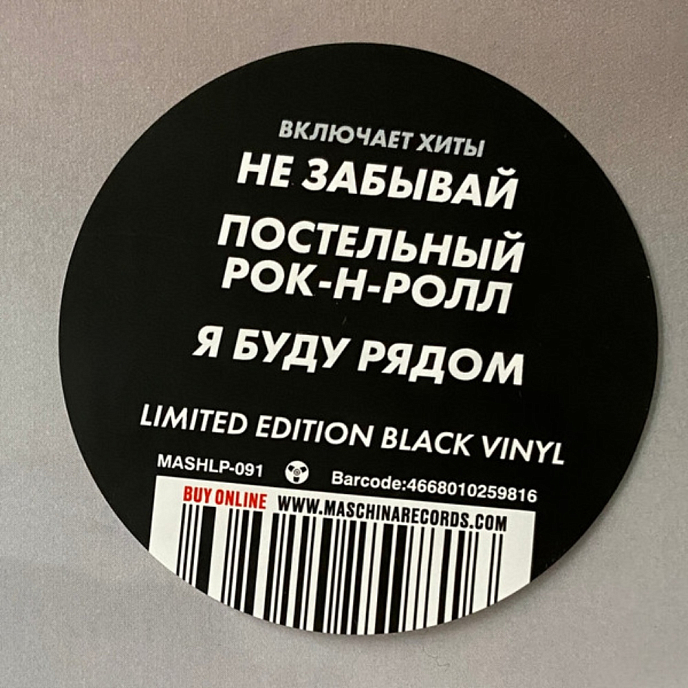 ВКЛЮЧАЕТ ХИТЫ
НЕ ЗАБЫВАЙ
ПОСТЕЛЬНЫЙ
РОК-Н-РОЛЛ
Я БУДУ РЯДОМ
LIMITED EDITION BLACK VINYL
MASHLP-091 Barcode:4668010259816
BUY ONLINE WWW.MASCHINARECORDS.COM